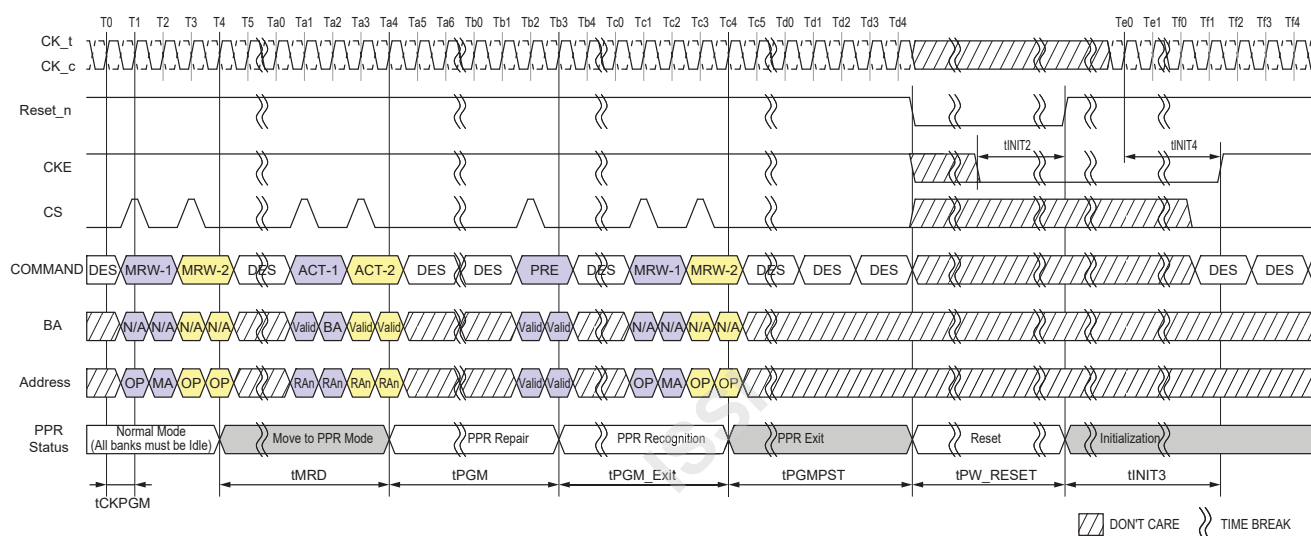 T0 T1 T2 T3 T4 T5 Ta0 Ta1 Ta2 Ta3 Ta4 Ta5 Ta6 Tb0 Tb1 Tb2 Tb3 Tb4 Tc0 Tc1 Tc2 Tc3 Tc4 Tc5 Td0 Td1 Td2 Td3 Td4 Te0 Te1 Tf0 Tf1 Tf2 Tf3 Tf4
CK_t
CK_c
Reset_n
CKE tINIT2 tINIT4
CS
COMMAND DES MRW-1 MRW-2 DES ACT-1 ACT-2 DES DES PRE DES MRW-1 MRW-2 DES DES DES DES DES
BA N/A N/A N/A N/A Valid BA Valid Valid Valid Valid N/A N/A N/A N/A
Address OP MA OP OP RAn RAn RAn RAn Valid Valid OP MA OP OP
PPR Status Normal Mode (All banks must be Idle) Move to PPR Mode PPR Repair PPR Recognition PPR Exit Reset Initialization
tMRD tPGM tPGM_Exit tPGMPST tPW_RESET tINIT3
tCKPGM
ISSI
DON'T CARE TIME BREAK